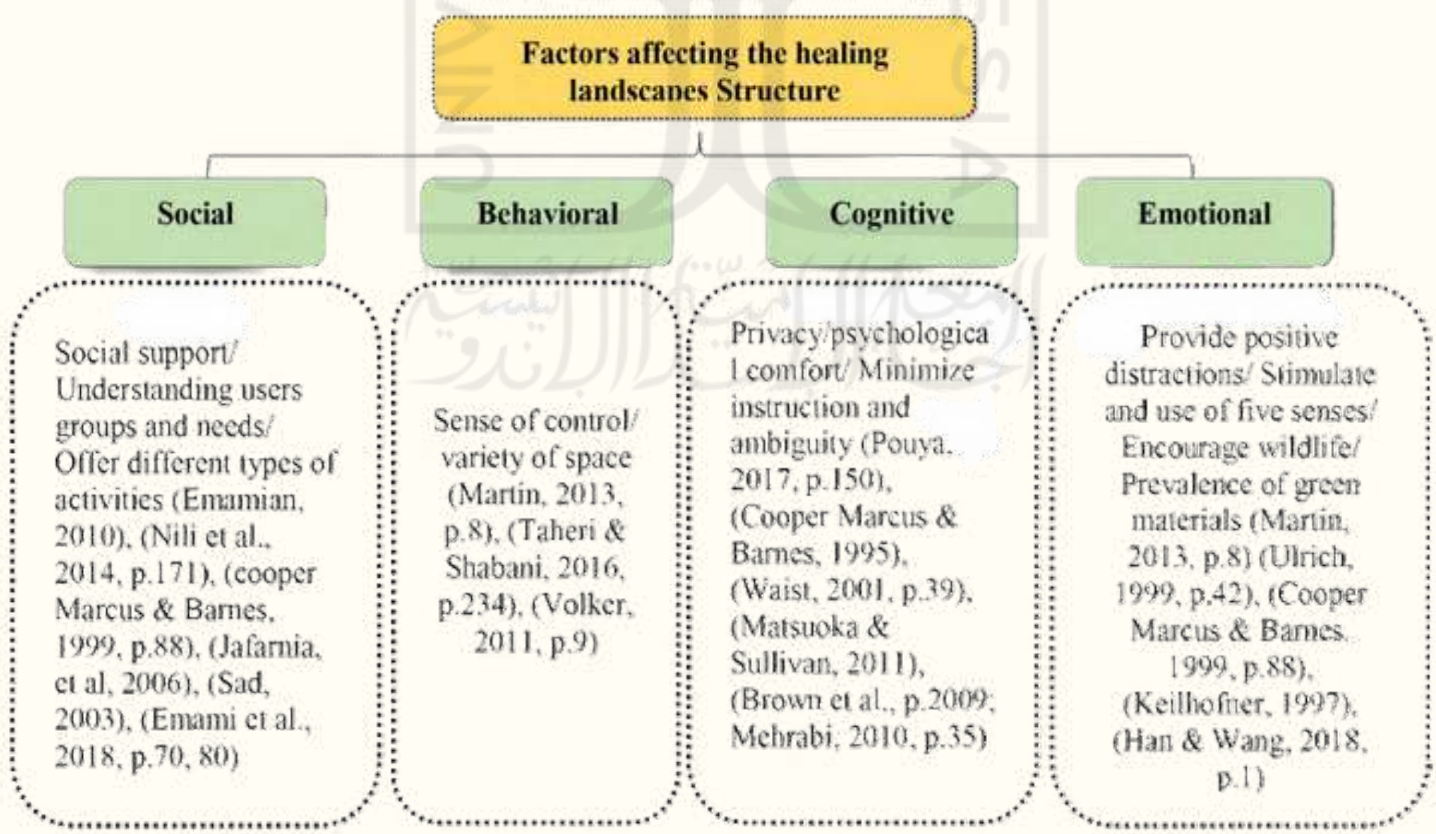 Factors affecting the healing
landscapes Structure
Social
Behavioral
Cognitive
Emotional
Social support/
Understanding users
groups and needs/
Offer different types of
activities (Emamian,
2010), (Nili et al.,
2014, p.171), (cooper
Marcus & Barnes,
1999, p.88), (Jafarnia,
et al, 2006), (Sad,
2003), (Emami et al.,
2018, p.70, 80)
Sense of control/
variety of space
(Martin, 2013,
p.8), (Taheri &
Shabani, 2016,
p.234), (Volker,
2011, p.9)
Privacy/psychologica
l comfort/ Minimize
instruction and
ambiguity (Pouya,
2017, p.150),
(Cooper Marcus &
Barnes, 1995),
(Waist, 2001, p.39),
(Matsuoka &
Sullivan, 2011),
(Brown et al., p.2009;
Mehrabi, 2010, p.35)
Provide positive
distractions/ Stimulate
and use of five senses/
Encourage wildlife/
Prevalence of green
materials (Martin,
2013, p.8) (Ulrich,
1999, p.42), (Cooper
Marcus & Barnes,
1999, p.88),
(Keilhofner, 1997),
(Han & Wang, 2018,
p.1)